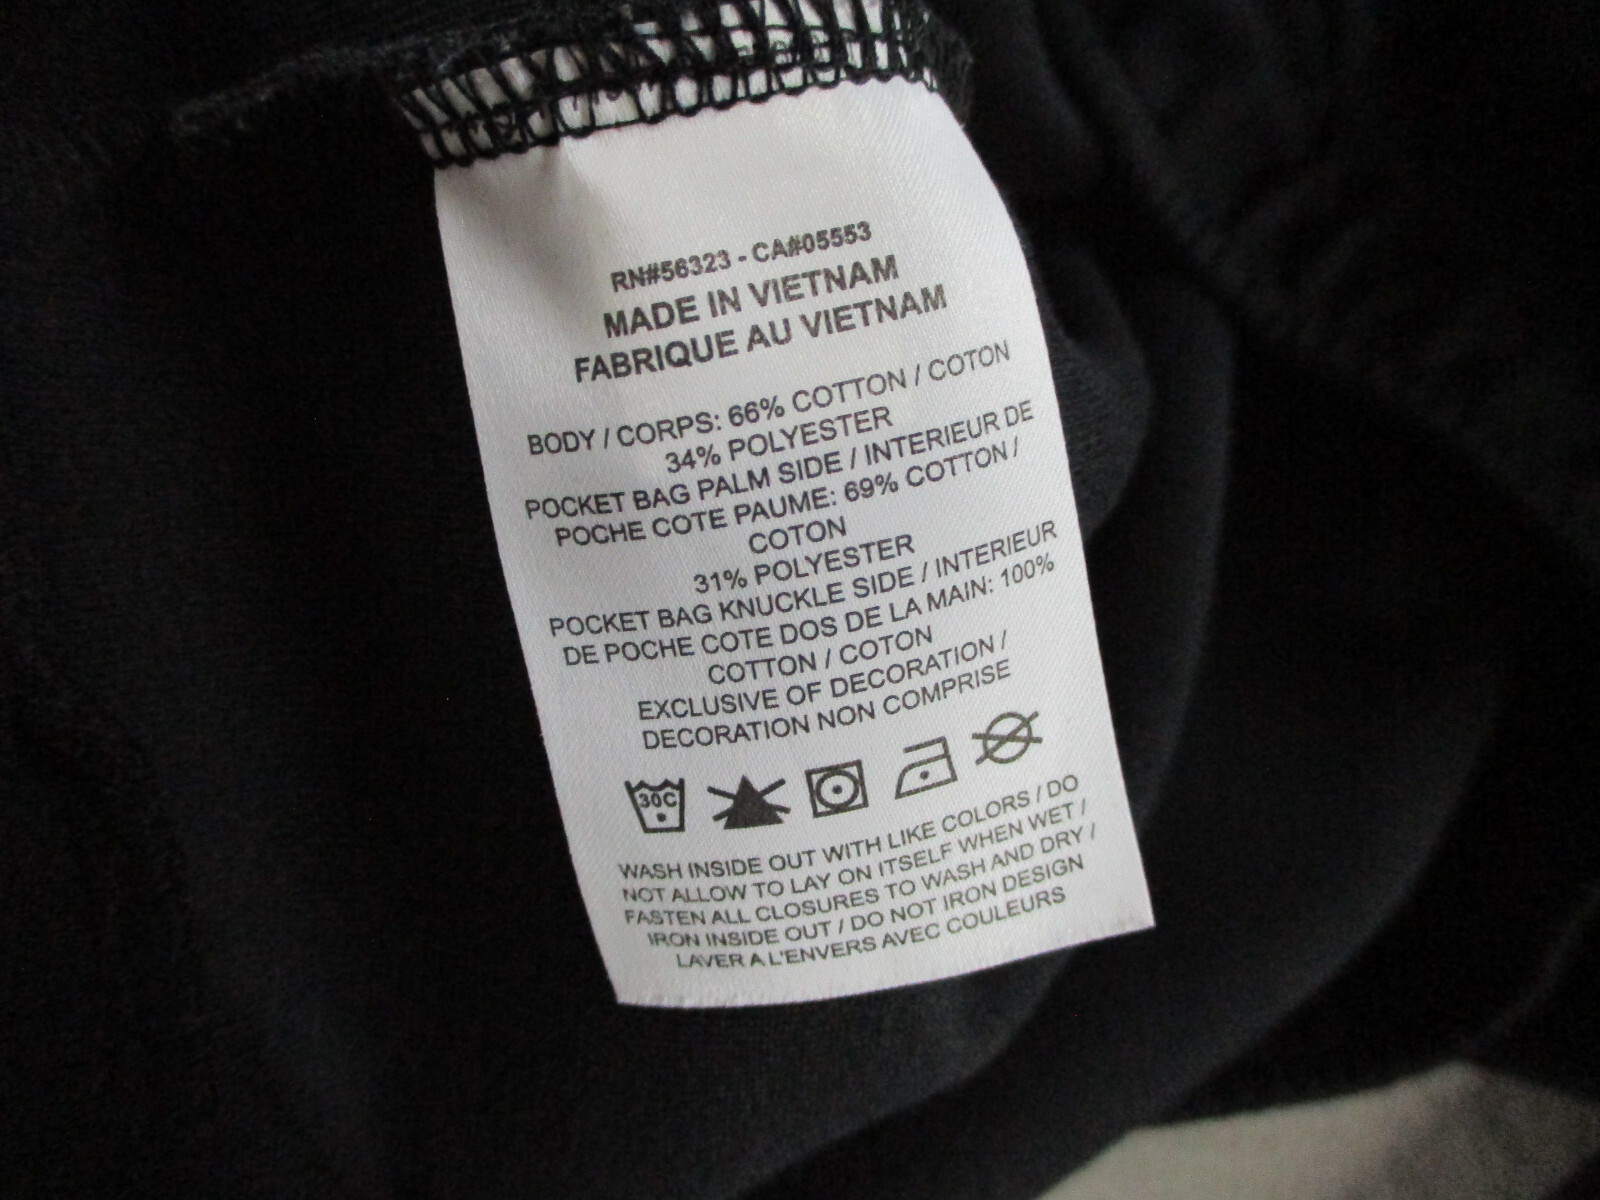 RN#56323 - CA#05553
MADE IN VIETNAM
FABRIQUE AU VIETNAM
BODY / CORPS: 66% COTTON / COTON
34% POLYESTER
POCKET BAG PALM SIDE / INTERIEUR DE
POCHE COTE PAUME: 69% COTTON /
COTON
31% POLYESTER
POCKET BAG KNUCKLE SIDE / INTERIEUR
DE POCHE COTE DOS DE LA MAIN: 100%
COTTON / COTON
EXCLUSIVE OF DECORATION /
DECORATION NON COMPRISE
30C
WASH INSIDE OUT WITH LIKE COLORS / DO
NOT ALLOW TO LAY ON ITSELF WHEN WET /
FASTEN ALL CLOSURES TO WASH AND DRY /
IRON INSIDE OUT / DO NOT IRON DESIGN
LAVER A L'ENVERS AVEC COULEURS